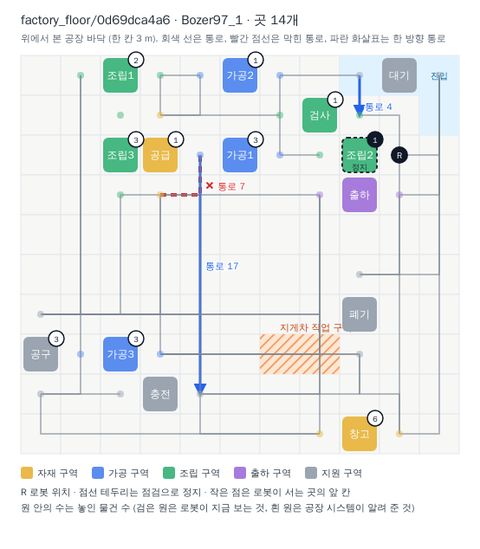 factory_floor/0d69dca4a6 · Bozer97_1 · 곳 14개
위에서 본 공장 바닥 (한 칸 3 m). 회색 선은 통로, 빨간 점선은 막힌 통로, 파란 화살표는 한 방향 통로
조립1 2
가공2 1
대기
진입
검사 1
통로 4
조립3 3
공급 1
가공1 3
조립2 1
정지
R
✕ 통로 7
출하
통로 17
폐기
지게차 작업 구
공구 3
가공3 3
충전
창고 6
자재 구역 가공 구역 조립 구역 출하 구역 지원 구역
R 로봇 위치 · 점선 테두리는 점검으로 정지 · 작은 점은 로봇이 서는 곳의 앞 칸
원 안의 수는 놓인 물건 수 (검은 원은 로봇이 지금 보는 것, 흰 원은 공장 시스템이 알려 준 것)